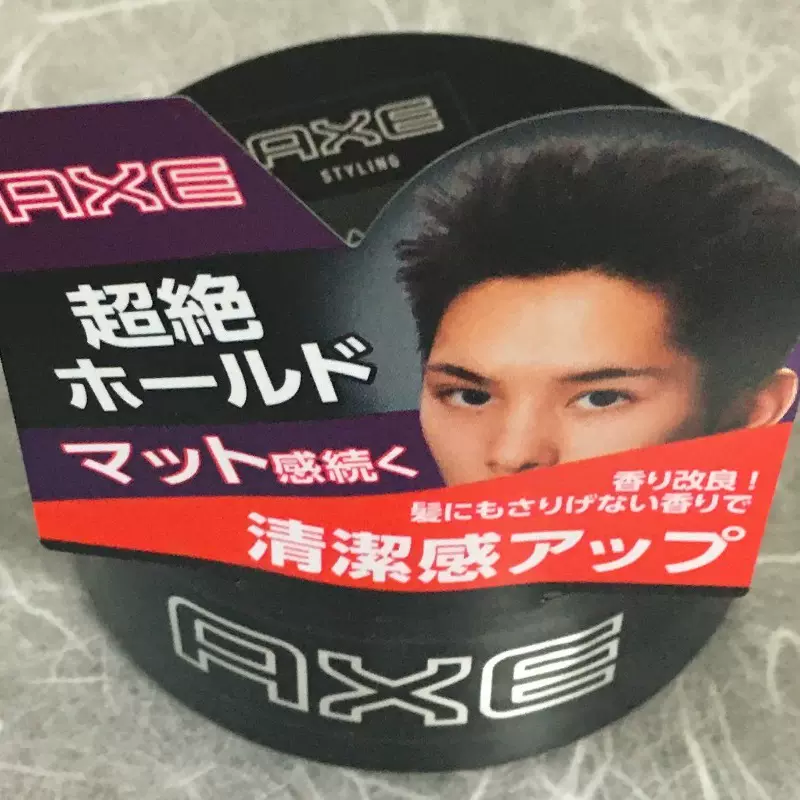 AXE
STYLING
AXE
超絶
ホールド
マット感続く
香り改良！
髪にもさりげない香りで
清潔感アップ
AXE